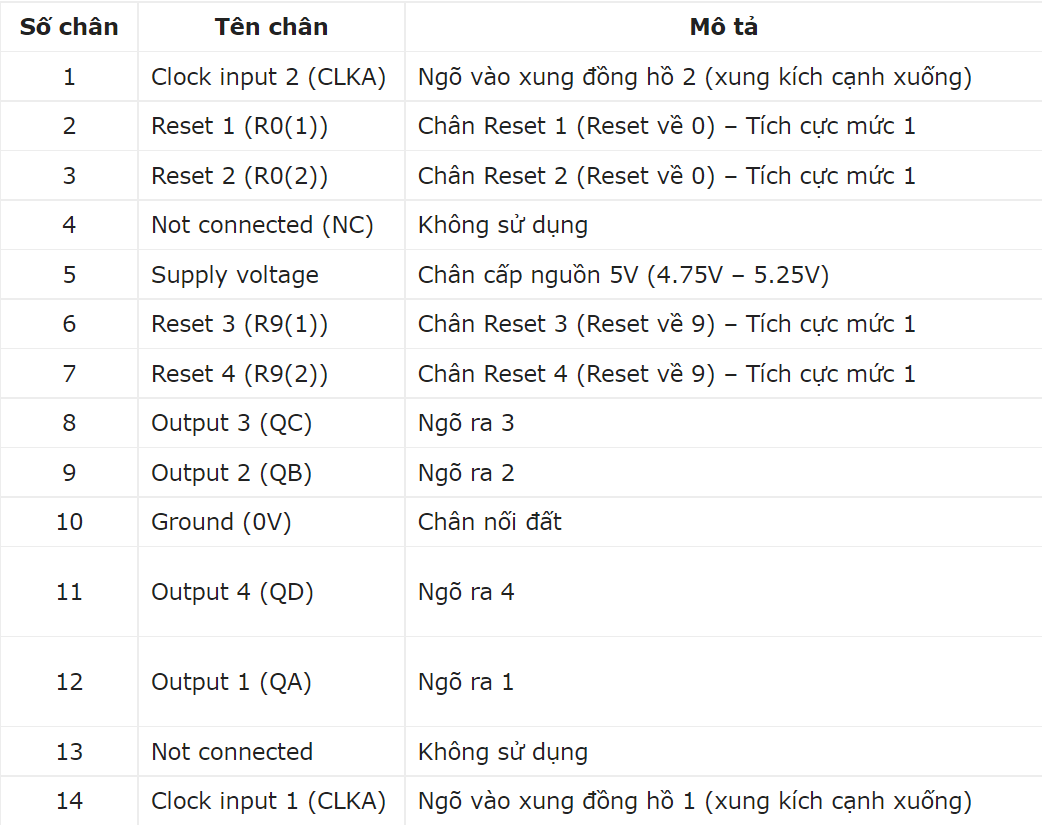 Số chân Tên chân Mô tả
1 Clock input 2 (CLKA) Ngõ vào xung đồng hồ 2 (xung kích cạnh xuống)
2 Reset 1 (R0(1)) Chân Reset 1 (Reset về 0) – Tích cực mức 1
3 Reset 2 (R0(2)) Chân Reset 2 (Reset về 0) – Tích cực mức 1
4 Not connected (NC) Không sử dụng
5 Supply voltage Chân cấp nguồn 5V (4.75V – 5.25V)
6 Reset 3 (R9(1)) Chân Reset 3 (Reset về 9) – Tích cực mức 1
7 Reset 4 (R9(2)) Chân Reset 4 (Reset về 9) – Tích cực mức 1
8 Output 3 (QC) Ngõ ra 3
9 Output 2 (QB) Ngõ ra 2
10 Ground (0V) Chân nối đất
11 Output 4 (QD) Ngõ ra 4
12 Output 1 (QA) Ngõ ra 1
13 Not connected Không sử dụng
14 Clock input 1 (CLKA) Ngõ vào xung đồng hồ 1 (xung kích cạnh xuống)